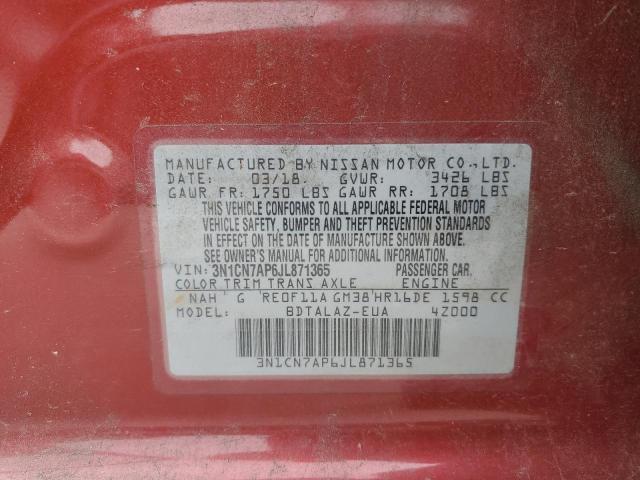 MANUFACTURED BY NISSAN MOTOR CO.,LTD.
DATE: 03/18 GVWR: 3426 LBS
GAWR FR: 1750 LBS GAWR RR: 1708 LBS
THIS VEHICLE CONFORMS TO ALL APPLICABLE FEDERAL MOTOR
VEHICLE SAFETY, BUMPER AND THEFT PREVENTION STANDARDS
IN EFFECT ON THE DATE OF MANUFACTURE SHOWN ABOVE.
SEE OWNER'S MANUAL FOR ADDITIONAL INFORMATION.
VIN: 3N1CN7AP6JL871365 PASSENGER CAR.
COLOR TRIM TRANS AXLE ENGINE
NAH G RE0F11A GM38 HR16DE 1598 CC
MODEL: BDTALAZ-EUA 4Z000
3N1CN7AP6JL871365